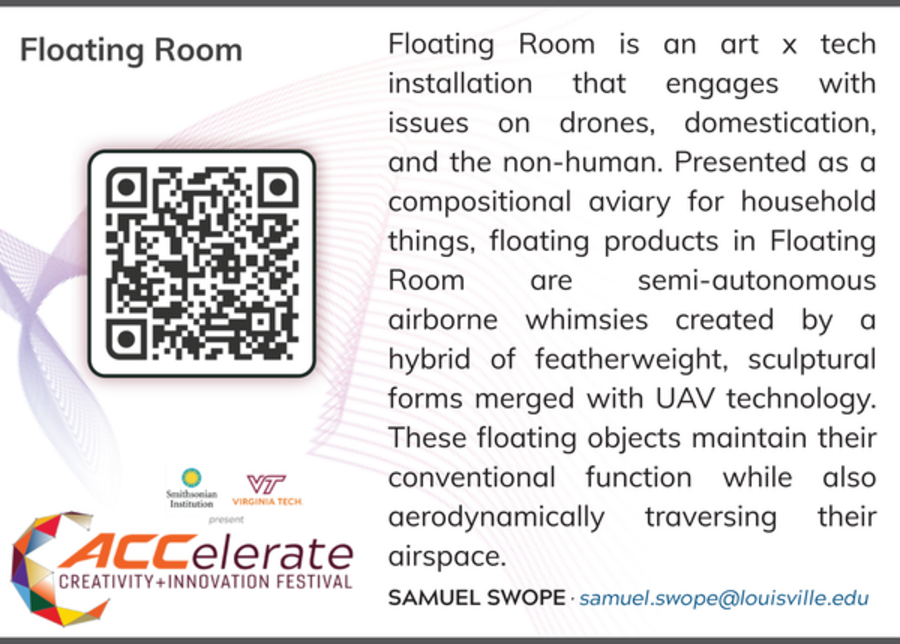 Floating Room
Floating Room is an art x tech
installation that engages with
issues on drones, domestication,
and the non-human. Presented as a
compositional aviary for household
things, floating products in Floating
Room are semi-autonomous
airborne whimsies created by a
hybrid of featherweight, sculptural
forms merged with UAV technology.
These floating objects maintain their
conventional function while also
aerodynamically traversing their
airspace.
SAMUEL SWOPE · samuel.swope@louisville.edu
Smithsonian
Institution
VT
VIRGINIA TECH.
present
ACCelerate
CREATIVITY+INNOVATION FESTIVAL